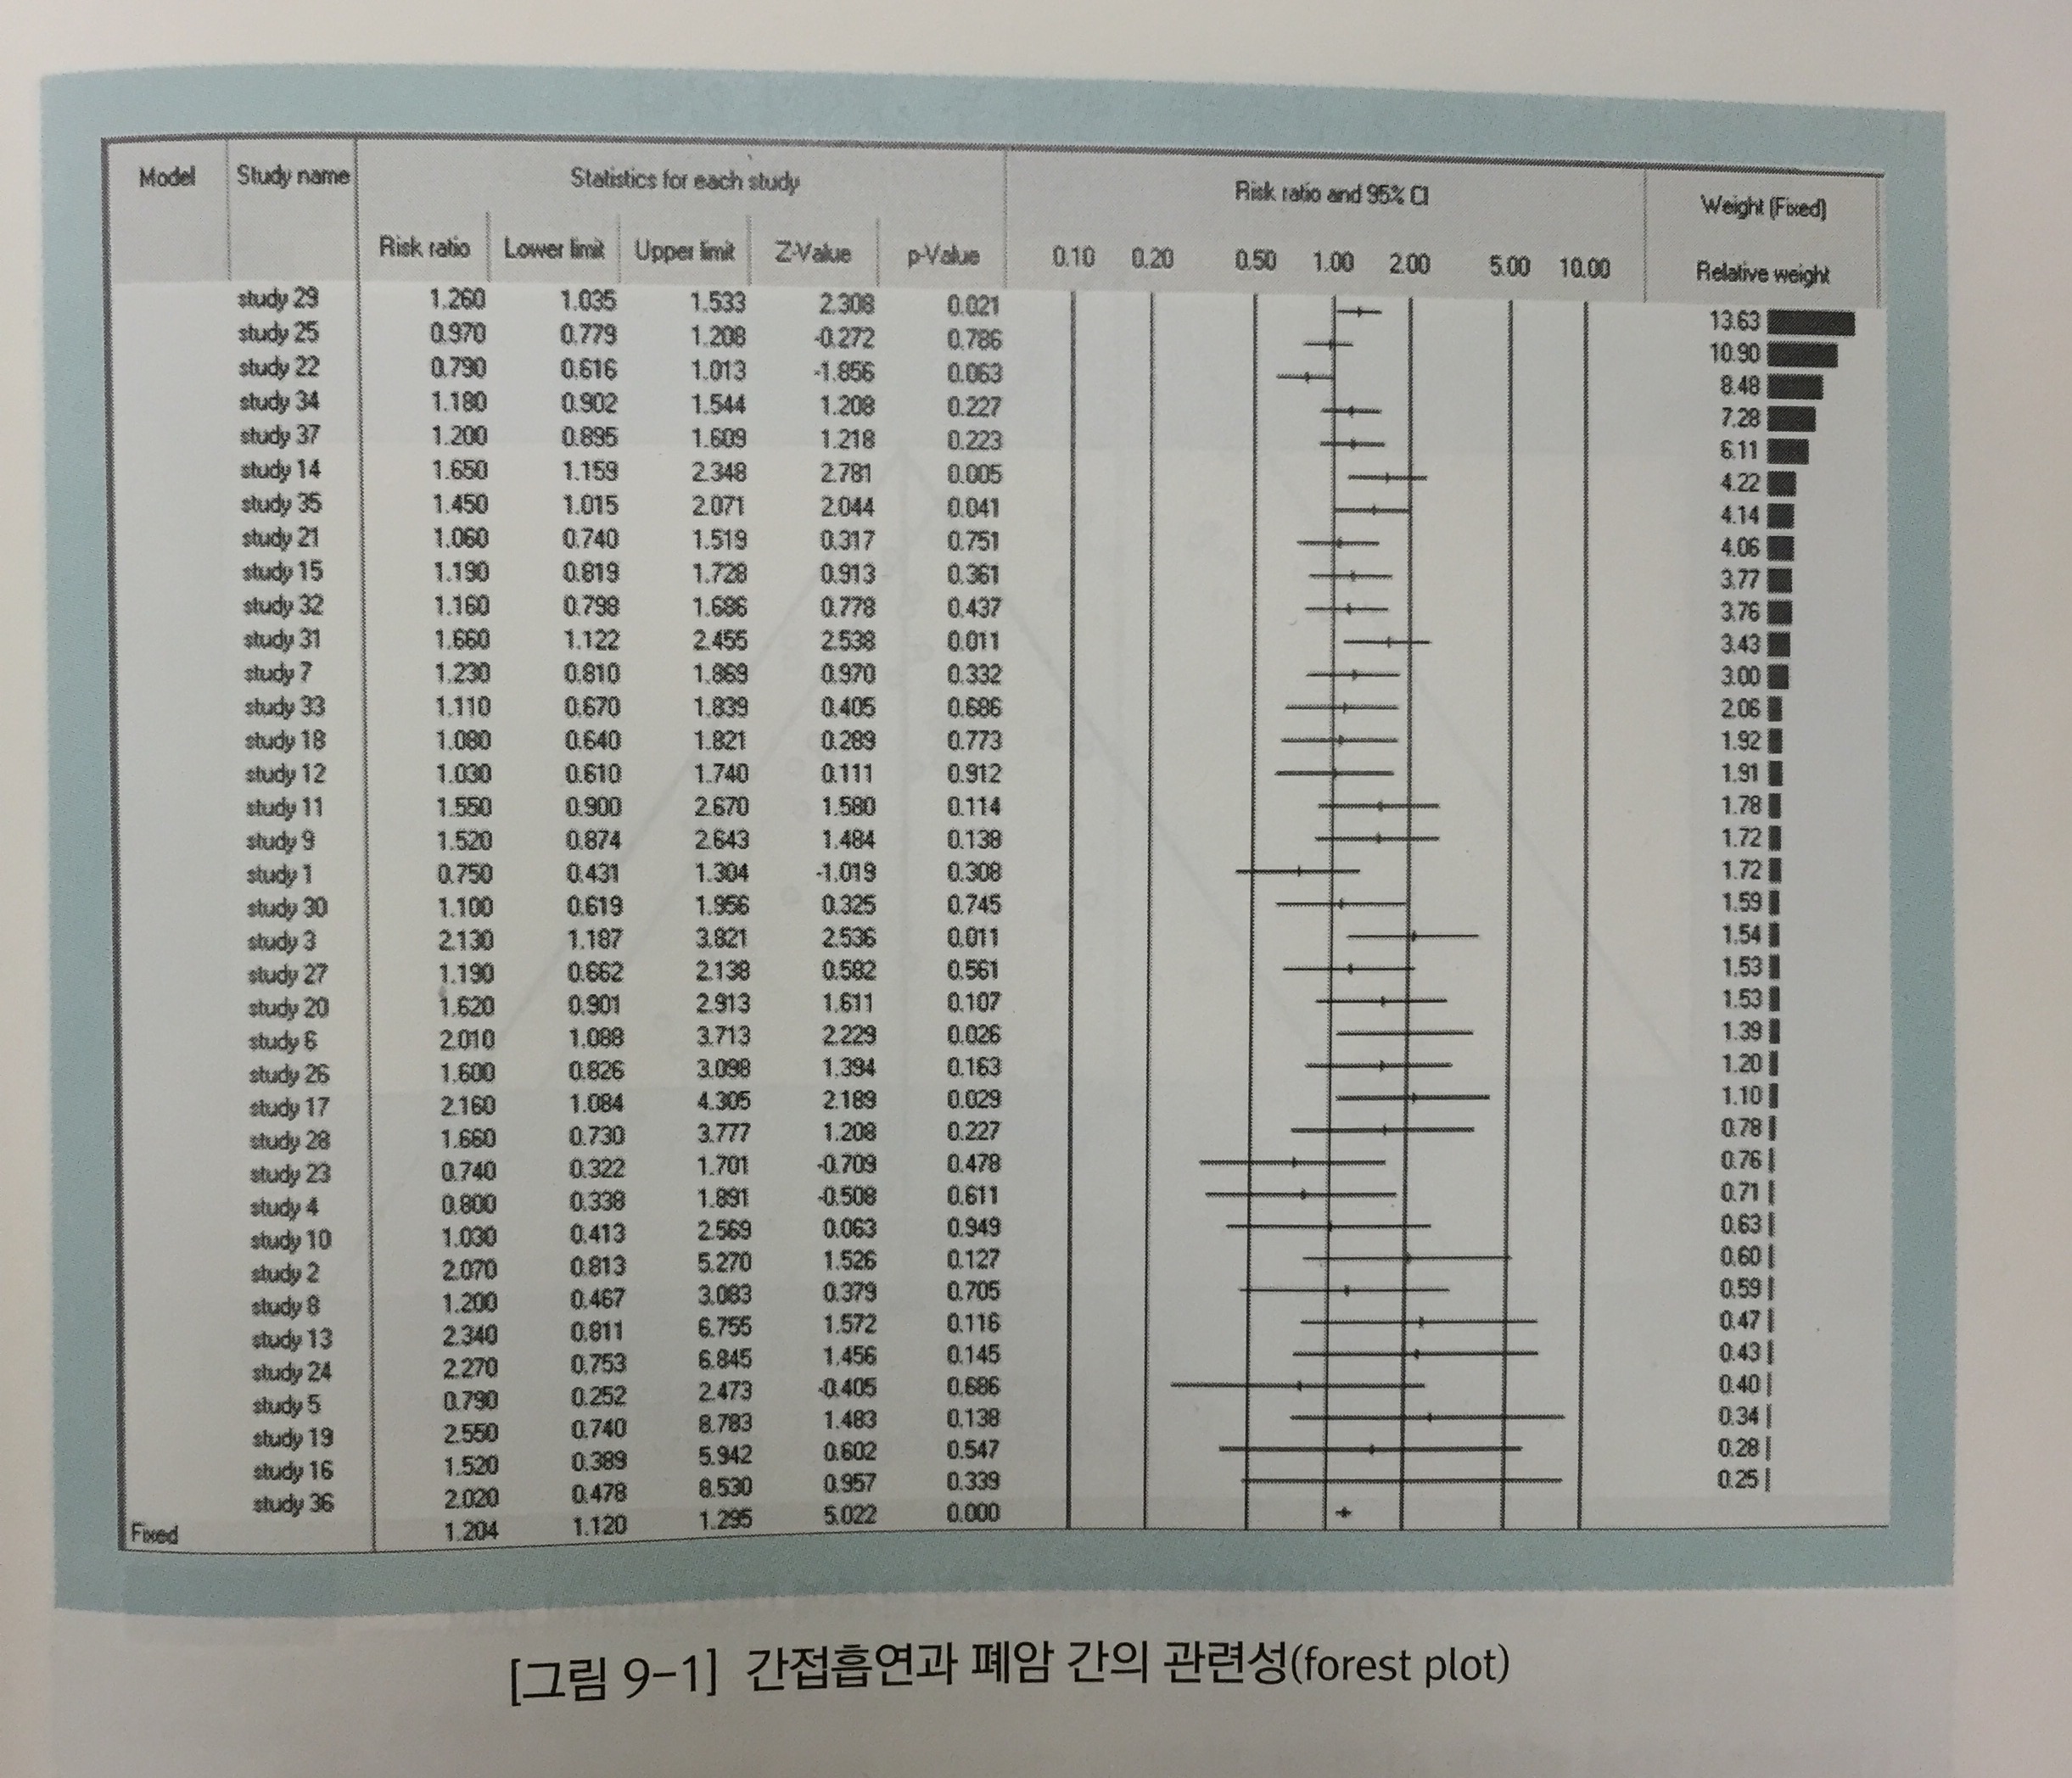 Model Study name Statistics for each study Risk ratio and 95% CI Weight (Fixed)
Risk ratio Lower limit Upper limit Z-Value p-Value 0.10 0.20 0.50 1.00 2.00 5.00 10.00 Relative weight
study 29 1.260 1.035 1.533 2.308 0.021 13.63
study 25 0.970 0.779 1.208 -0.272 0.786 10.90
study 22 0.790 0.616 1.013 -1.856 0.063 8.48
study 34 1.180 0.902 1.544 1.208 0.227 7.28
study 37 1.200 0.895 1.609 1.218 0.223 6.11
study 14 1.650 1.159 2.348 2.781 0.005 4.22
study 35 1.450 1.015 2.071 2.044 0.041 4.14
study 21 1.060 0.740 1.519 0.317 0.751 4.06
study 15 1.190 0.819 1.728 0.913 0.361 3.77
study 32 1.160 0.798 1.686 0.778 0.437 3.76
study 31 1.660 1.122 2.455 2.538 0.011 3.43
study 7 1.230 0.810 1.869 0.970 0.332 3.00
study 33 1.110 0.670 1.839 0.405 0.686 2.06
study 18 1.080 0.640 1.821 0.289 0.773 1.92
study 12 1.030 0.610 1.740 0.111 0.912 1.91
study 11 1.550 0.900 2.670 1.580 0.114 1.78
study 9 1.520 0.874 2.643 1.484 0.138 1.72
study 1 0.750 0.431 1.304 -1.019 0.308 1.72
study 30 1.100 0.619 1.956 0.325 0.745 1.59
study 3 2.130 1.187 3.821 2.536 0.011 1.54
study 27 1.190 0.662 2.138 0.582 0.561 1.53
study 20 1.620 0.901 2.913 1.611 0.107 1.53
study 6 2.010 1.088 3.713 2.229 0.026 1.39
study 26 1.600 0.826 3.098 1.394 0.163 1.20
study 17 2.160 1.084 4.305 2.189 0.029 1.10
study 28 1.660 0.730 3.777 1.208 0.227 0.78
study 23 0.740 0.322 1.701 -0.709 0.478 0.76
study 4 0.800 0.338 1.891 -0.508 0.611 0.71
study 10 1.030 0.413 2.569 0.063 0.949 0.63
study 2 2.070 0.813 5.270 1.526 0.127 0.60
study 8 1.200 0.467 3.083 0.379 0.705 0.59
study 13 2.340 0.811 6.755 1.572 0.116 0.47
study 24 2.270 0.753 6.845 1.456 0.145 0.43
study 5 0.790 0.252 2.473 -0.405 0.686 0.40
study 19 2.550 0.740 8.783 1.483 0.138 0.34
study 16 1.520 0.389 5.942 0.602 0.547 0.28
study 36 2.020 0.478 8.530 0.957 0.339 0.25
Fixed 1.204 1.120 1.295 5.022 0.000
[그림 9-1] 간접흡연과 폐암 간의 관련성(forest plot)